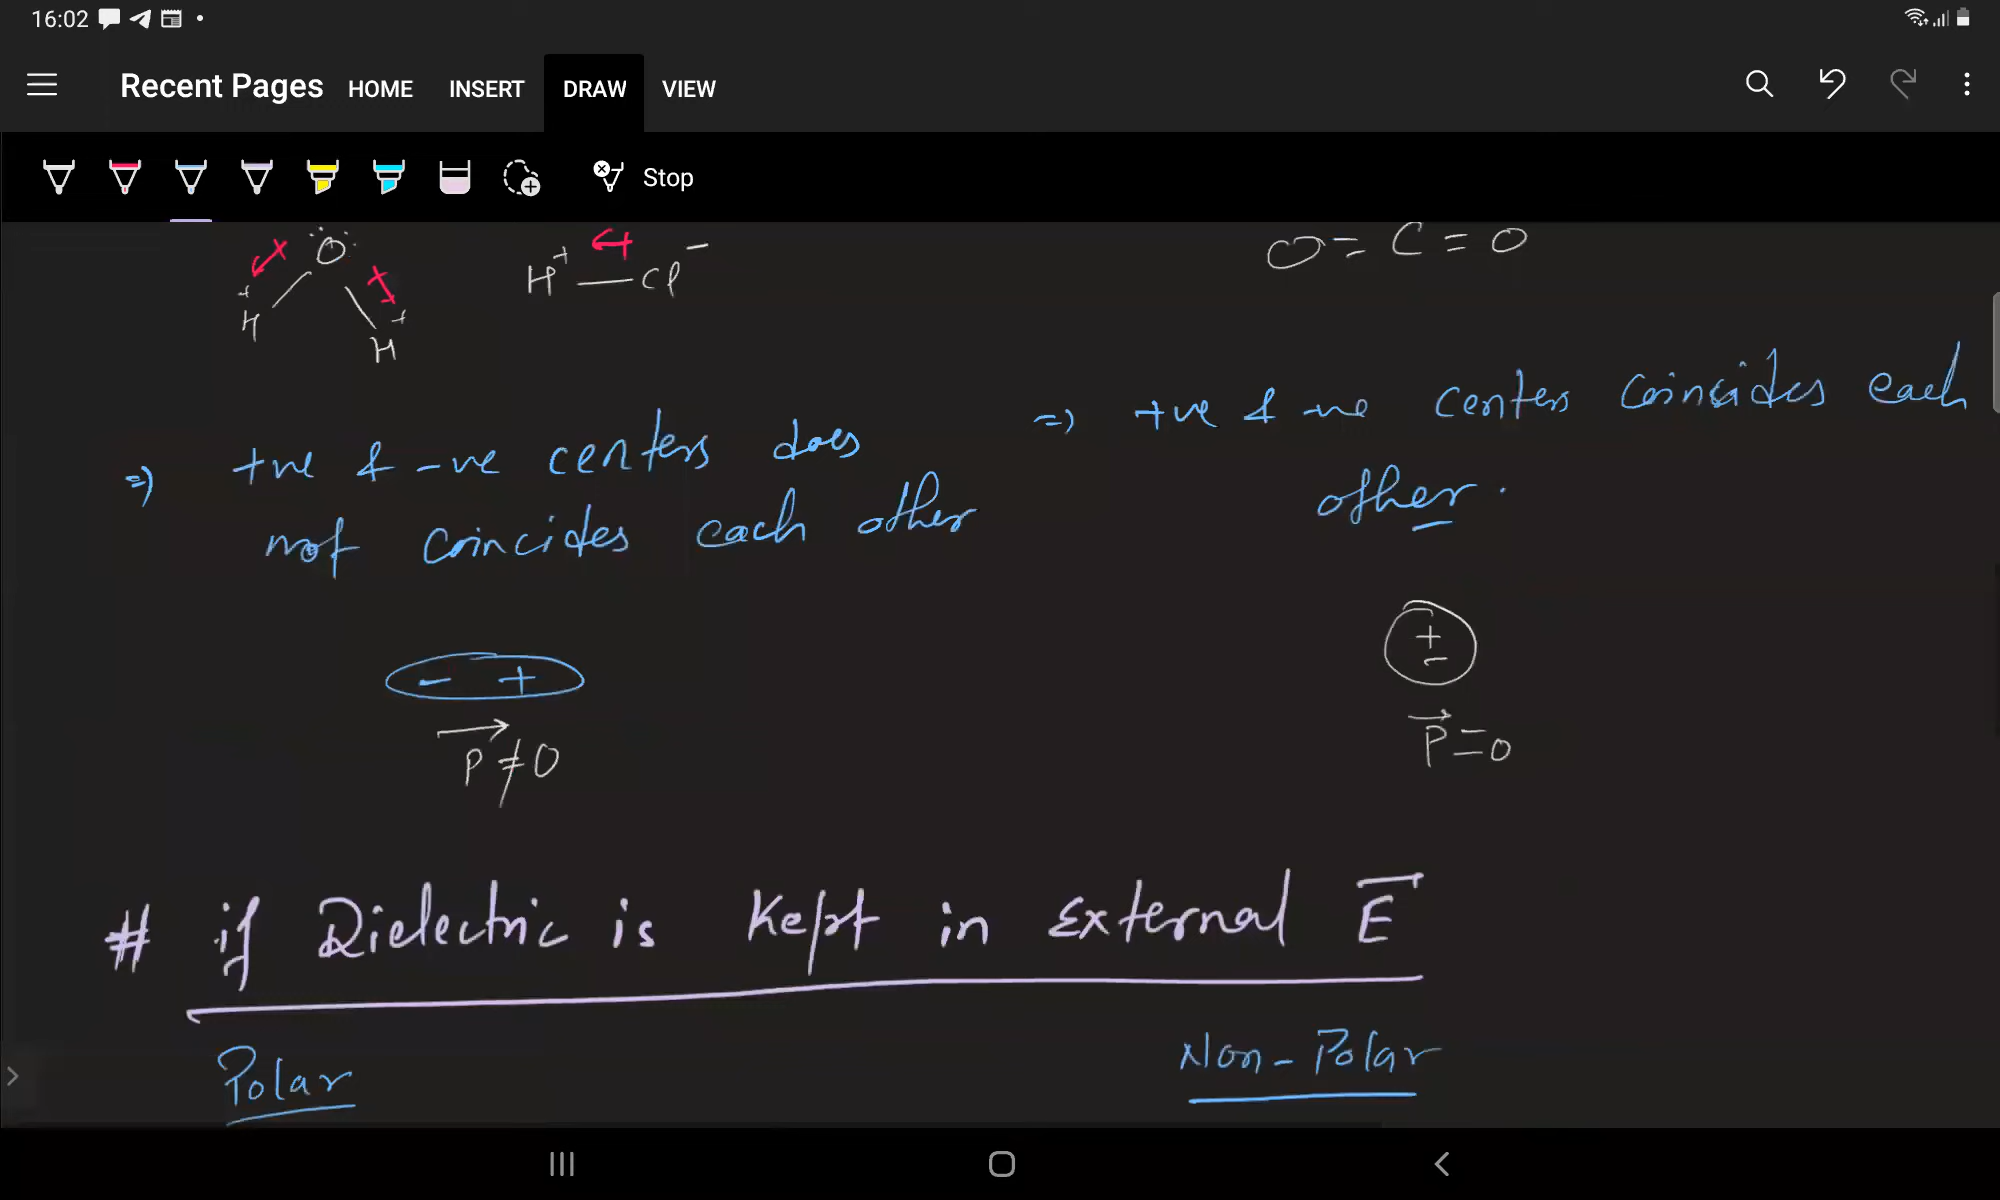 16:02
Recent Pages HOME INSERT DRAW VIEW
Stop
O
+
H
+
H
H+ — Cl−
O = C = O
⇒ +ve & -ve centers does
not coincides each other
⇒ +ve & -ve centers coincides each
other.
- +
P ≠ 0
+
-
P = 0
# if Dielectric is kept in External E
Polar
Non-Polar